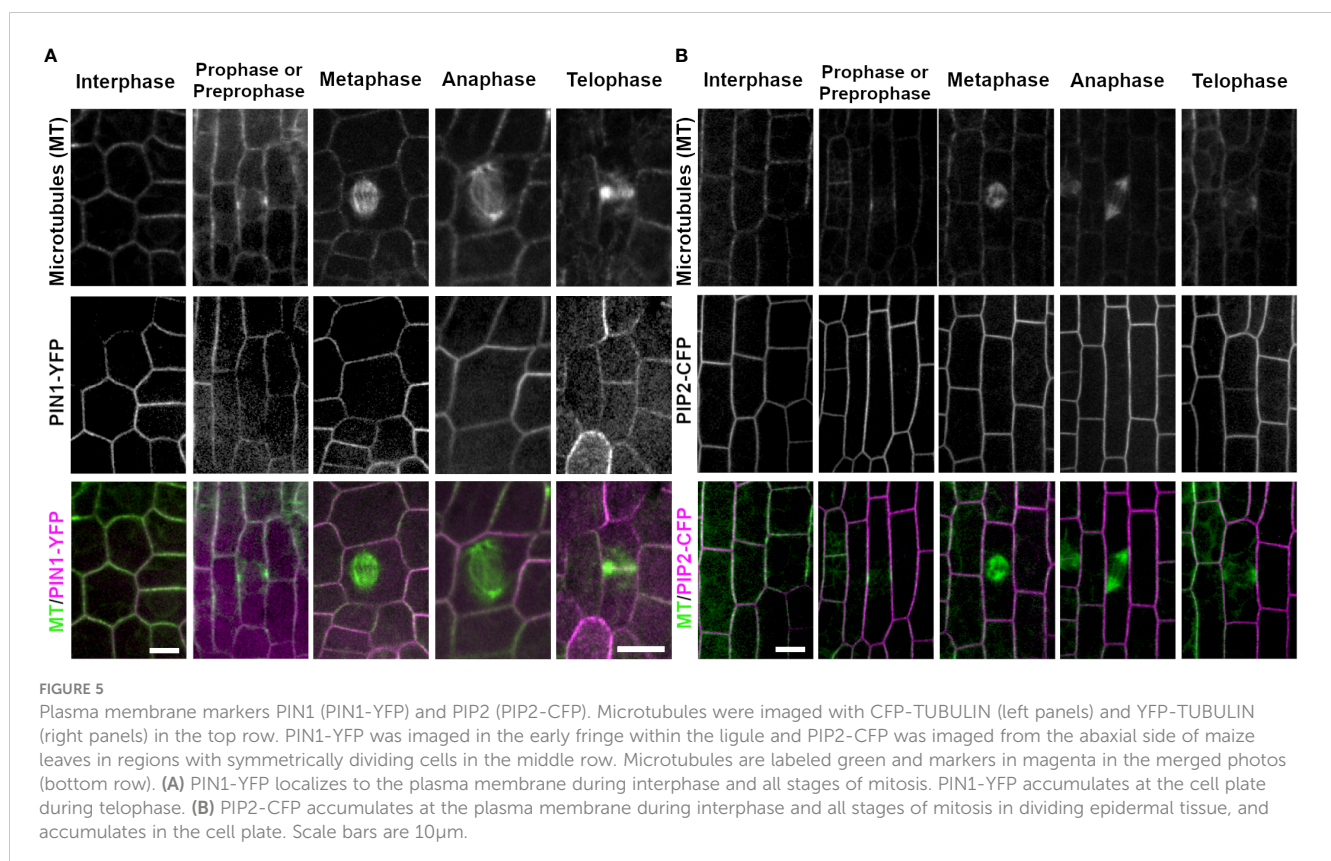 A
Interphase
Prophase or
Preprophase
Metaphase
Anaphase
Telophase
B
Interphase
Prophase or
Preprophase
Metaphase
Anaphase
Telophase
Microtubules (MT)
Microtubules (MT)
PIN1-YFP
PIP2-CFP
MT/PIN1-YFP
MT/PIP2-CFP
FIGURE 5
Plasma membrane markers PIN1 (PIN1-YFP) and PIP2 (PIP2-CFP). Microtubules were imaged with CFP-TUBULIN (left panels) and YFP-TUBULIN
(right panels) in the top row. PIN1-YFP was imaged in the early fringe within the ligule and PIP2-CFP was imaged from the abaxial side of maize
leaves in regions with symmetrically dividing cells in the middle row. Microtubules are labeled green and markers in magenta in the merged photos
(bottom row). (A) PIN1-YFP localizes to the plasma membrane during interphase and all stages of mitosis. PIN1-YFP accumulates at the cell plate
during telophase. (B) PIP2-CFP accumulates at the plasma membrane during interphase and all stages of mitosis in dividing epidermal tissue, and
accumulates in the cell plate. Scale bars are 10μm.